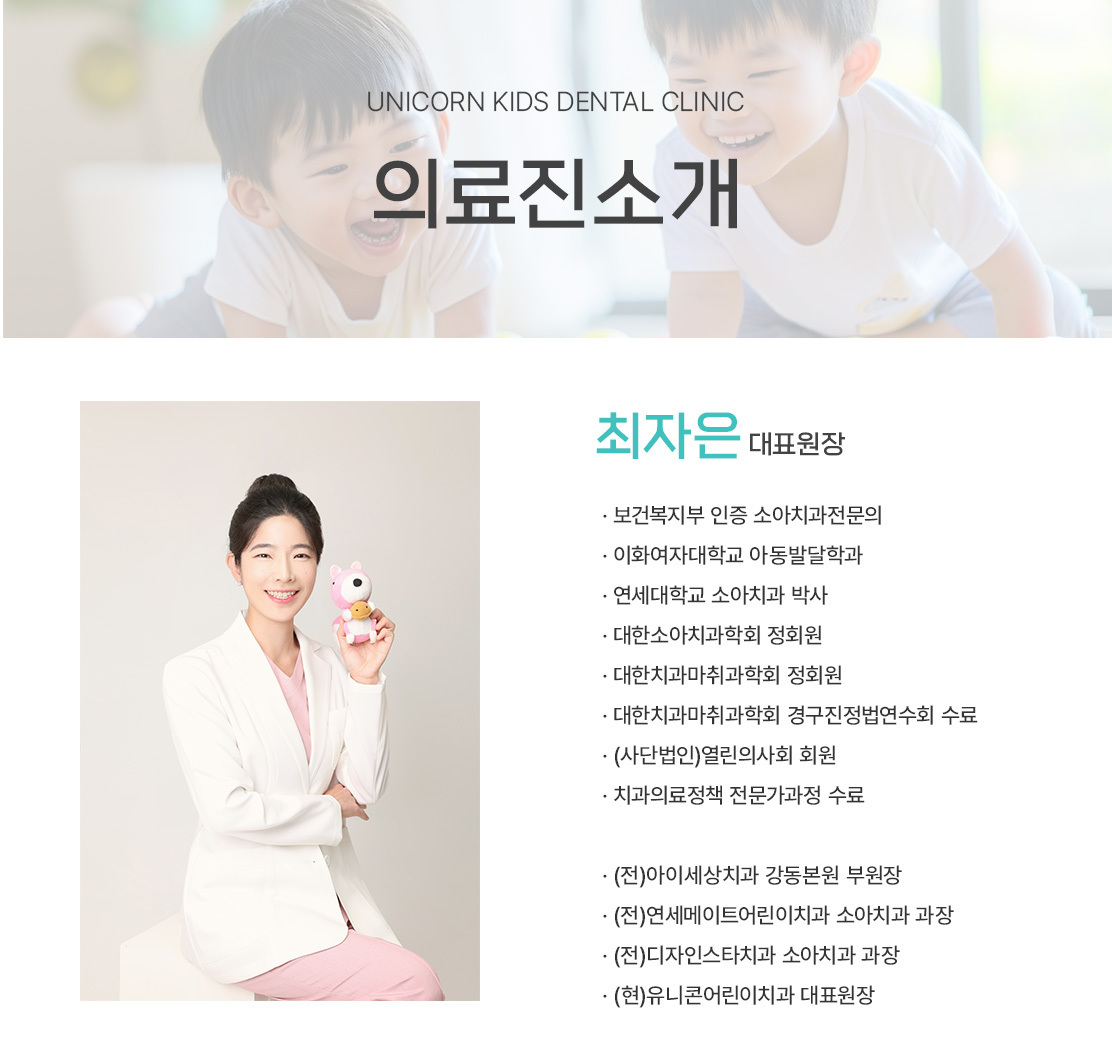 UNICORN KIDS DENTAL CLINIC
의료진소개
최자은 대표원장
· 보건복지부 인증 소아치과전문의
· 이화여자대학교 아동발달학과
· 연세대학교 소아치과 박사
· 대한소아치과학회 정회원
· 대한치과마취과학회 정회원
· 대한치과마취과학회 경구진정법연수회 수료
· (사단법인)열린의사회 회원
· 치과의료정책 전문가과정 수료
· (전)아이세상치과 강동본원 부원장
· (전)연세메이트어린이치과 소아치과 과장
· (전)디자인스타치과 소아치과 과장
· (현)유니콘어린이치과 대표원장